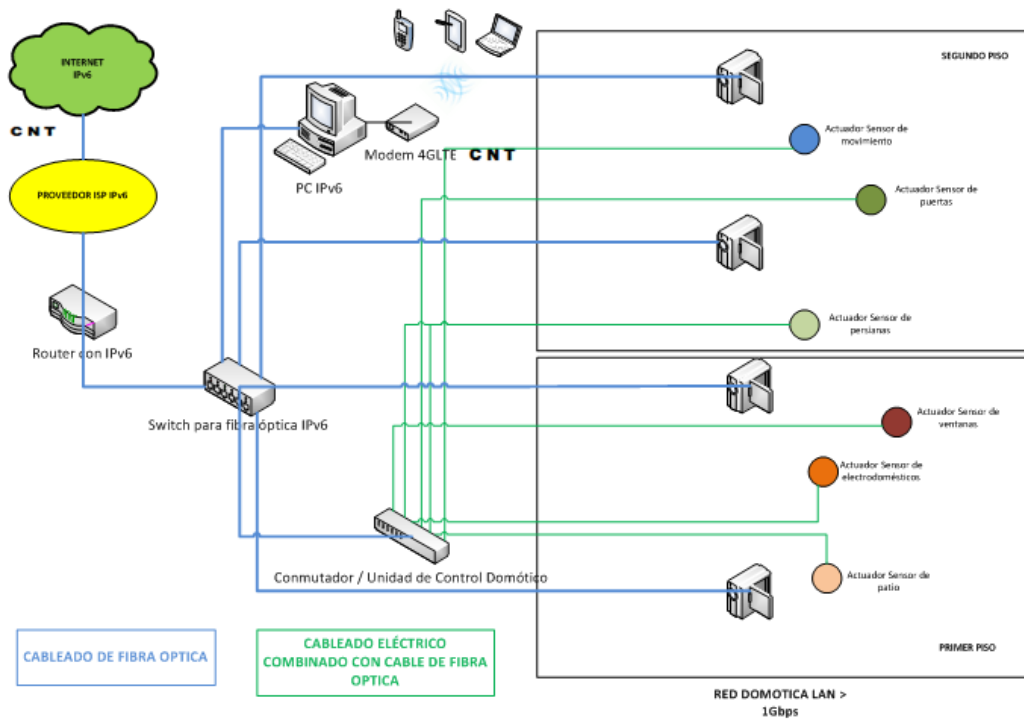 INTERNET
IPv6
CNT
PROVEEDOR ISP IPv6
Router con IPv6
Switch para fibra óptica IPv6
PC IPv6
Modem 4GLTE
CNT
SEGUNDO PISO
Actuador Sensor de
movimiento
Actuador Sensor de
puertas
Actuador Sensor de
persianas
Actuador Sensor de
ventanas
Actuador Sensor de
electrodomésticos
Actuador Sensor de
patio
Conmutador / Unidad de Control Domótico
PRIMER PISO
CABLEADO DE FIBRA OPTICA
CABLEADO ELÉCTRICO
COMBINADO CON CABLE DE FIBRA
OPTICA
RED DOMOTICA LAN >
1Gbps